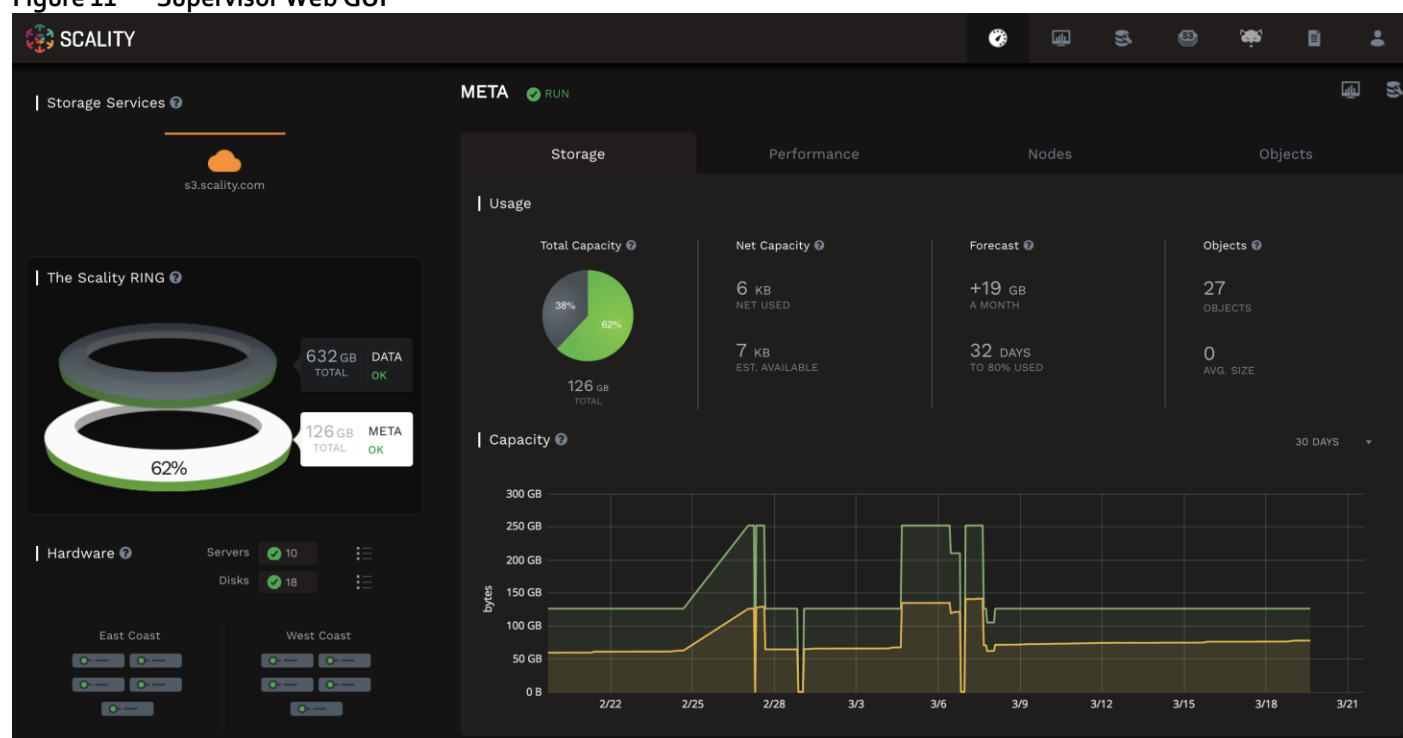 Figure 11 Supervisor Web GUI
SCALITY
S3
Storage Services ?
s3.scality.com
The Scality RING ?
632 GB DATA
TOTAL OK
126 GB META
TOTAL OK
62%
Hardware ?
Servers 10
Disks 18
East Coast West Coast
META RUN
Storage Performance Nodes Objects
Usage
Total Capacity ?
38%
62%
126 GB
TOTAL
Net Capacity ?
6 KB
NET USED
7 KB
EST. AVAILABLE
Forecast ?
+19 GB
A MONTH
32 DAYS
TO 80% USED
Objects ?
27
OBJECTS
0
AVG. SIZE
Capacity ?
30 DAYS
bytes
300 GB
250 GB
200 GB
150 GB
100 GB
50 GB
0 B
2/22 2/25 2/28 3/3 3/6 3/9 3/12 3/15 3/18 3/21